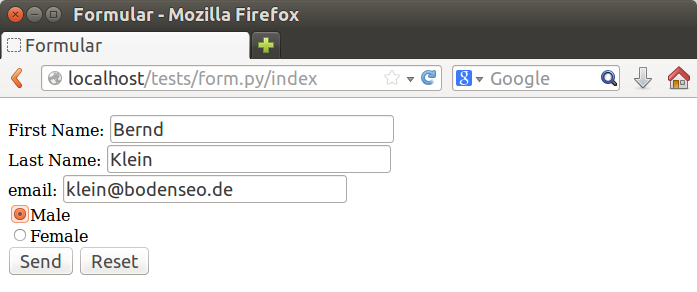 Formular - Mozilla Firefox
Formular
localhost/tests/form.py/index Google
First Name: Bernd
Last Name: Klein
email: klein@bodenseo.de
Male
Female
Send Reset